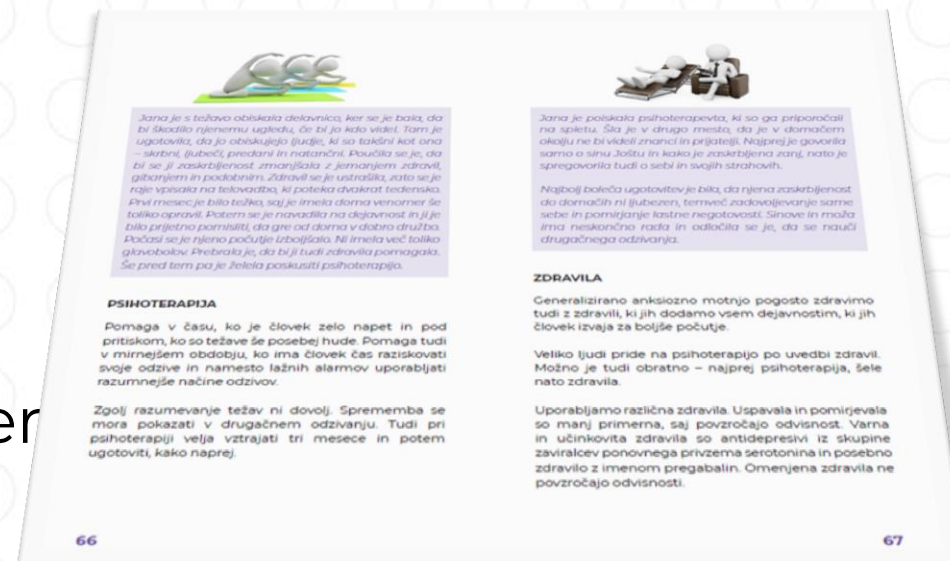 Jana je s težavo obiskala delavnico, ker se je bala, da
bi škodilo njenemu ugledu, če bi jo kdo videl. Tam je
ugotovila, da jo obiskujejo ljudje, ki so takšni kot ona
– skrbni, ljubeči, predani in natančni. Poučila se je, da
bi se ji zaskrbljenost zmanjšala z jemanjem zdravil,
gibanjem in podobnim. Zdravil se je ustrašila, zato se je
raje vpisala na telovadbo, ki poteka dvakrat tedensko.
Prvi mesec je bilo težko, saj je imela doma venomer še
toliko opravil. Potem se je navadila na dejavnost in ji je
bilo prijetno pomisliti, da gre od doma v dobro družbo.
Počasi se je njeno počutje izboljšalo. Ni imela več toliko
glavobolov. Prebrala je, da bi ji tudi zdravila pomagala.
Še pred tem pa je želela poskusiti psihoterapijo.
PSIHOTERAPIJA
Pomaga v času, ko je človek zelo napet in pod
pritiskom, ko so težave še posebej hude. Pomaga tudi
v mirnejšem obdobju, ko ima človek čas raziskovati
svoje odzive in namesto lažnih alarmov uporabljati
razumnejše načine odzivov.
Zgolj razumevanje težav ni dovolj. Sprememba se
mora pokazati v drugačnem odzivanju. Tudi pri
psihoterapiji velja vztrajati tri mesece in potem
ugotoviti, kako naprej.
66
Jana je poiskala psihoterapevta, ki so ga priporočali
na spletu. Šla je v drugo mesto, da je v domačem
okolju ne bi videli znanci in prijatelji. Najprej je govorila
samo o sinu Joštu in kako je zaskrbljena zanj, nato je
spregovorila tudi o sebi in svojih strahovih.
Najbolj boleča ugotovitev je bila, da njena zaskrbljenost
do domačih ni ljubezen, temveč zadovoljevanje same
sebe in pomirjanje lastne negotovosti. Sinove in moža
ima neskončno rada in odločila se je, da se nauči
drugačnega odzivanja.
ZDRAVILA
Generalizirano anksiozno motnjo pogosto zdravimo
tudi z zdravili, ki jih dodamo vsem dejavnostim, ki jih
človek izvaja za boljše počutje.
Veliko ljudi pride na psihoterapijo po uvedbi zdravil.
Možno je tudi obratno – najprej psihoterapija, šele
nato zdravila.
Uporabljamo različna zdravila. Uspavala in pomirjevala
so manj primerna, saj povzročajo odvisnost. Varna
in učinkovita zdravila so antidepresivi iz skupine
zaviralcev ponovnega privzema serotonina in posebno
zdravilo z imenom pregabalin. Omenjena zdravila ne
povzročajo odvisnosti.
67